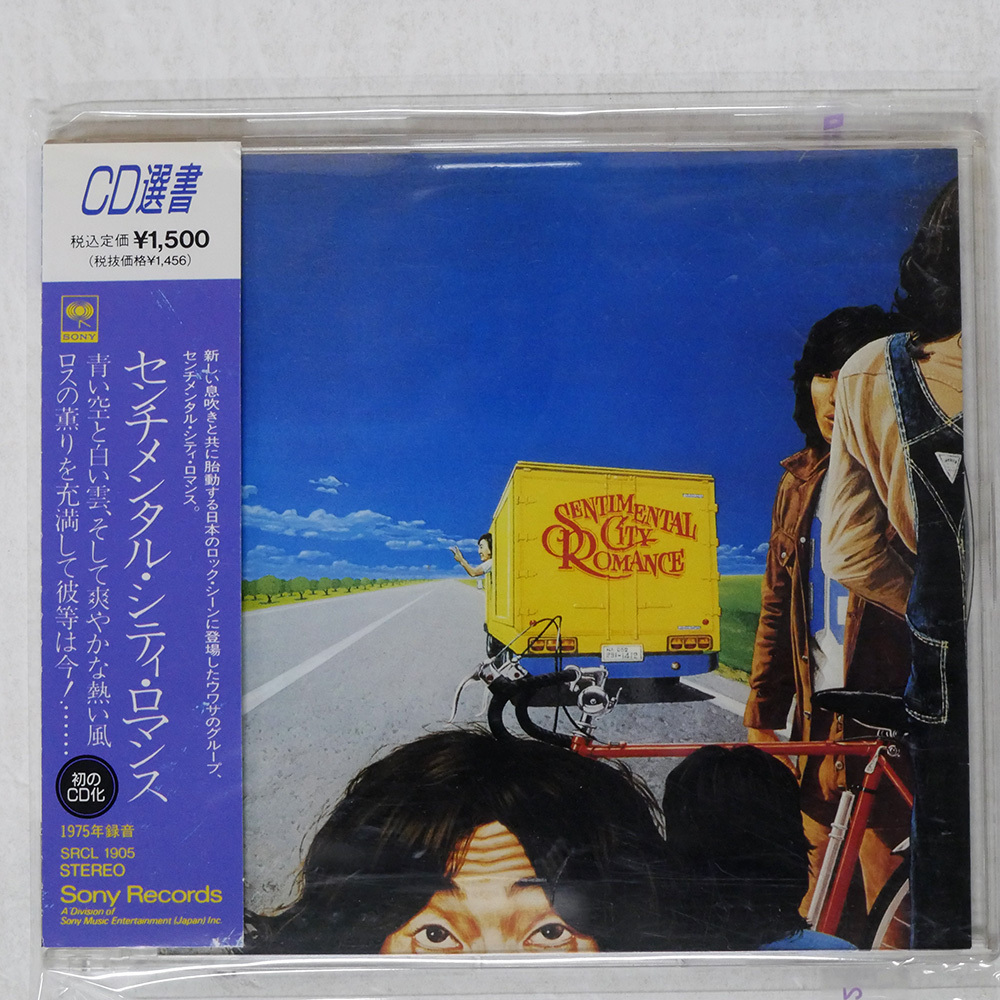 CD選書
税込定価 ¥1,500
(税抜価格¥1,456)
SONY
新しい息吹きと共に胎動する日本のロック・シーンに登場したウワサのグループ、
センチメンタル・シティ・ロマンス。
センチメンタル・シティ・ロマンス
青い空と白い雲、そして爽やかな熱い風
ロスの薫りを充満して彼等は今!……
初の
CD化
1975年録音
SRCL 1905
STEREO
Sony Records
A Division of
Sony Music Entertainment (Japan) Inc.
SENTIMENTAL
CITY
ROMANCE